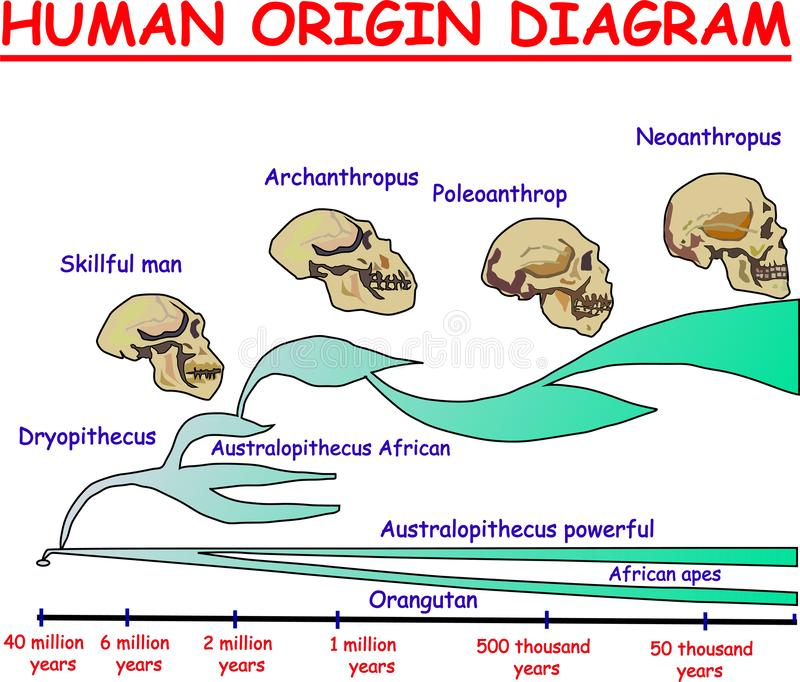 HUMAN ORIGIN DIAGRAM
Neoanthropus
Archanthropus
Poleoanthrop
Skillful man
dreamstime
Dryopithecus
Australopithecus African
Australopithecus powerful
African apes
Orangutan
40 million years
6 million years
2 million years
1 million years
500 thousand years
50 thousand years